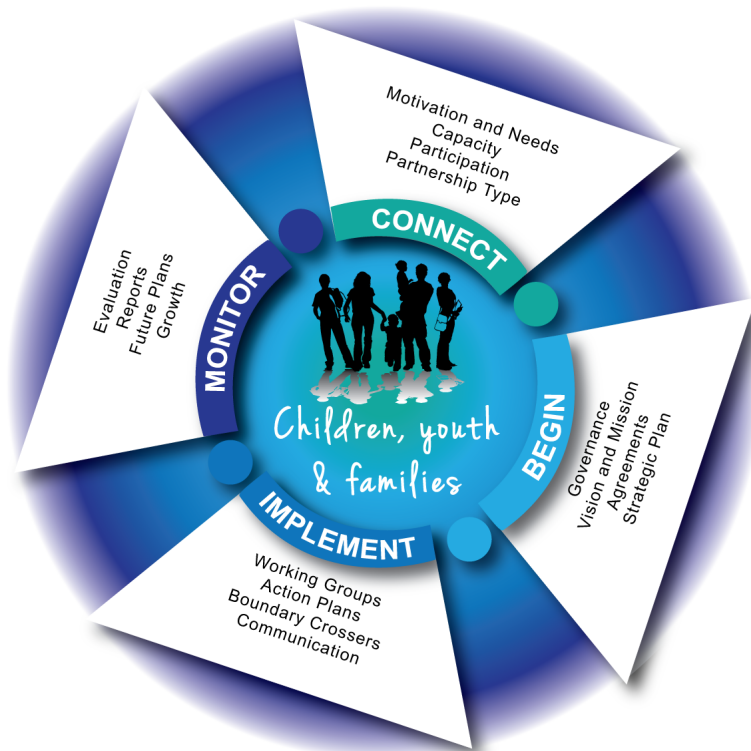 Motivation and Needs
Capacity
Participation
Partnership Type
CONNECT
Governance
Vision and Mission
Agreements
Strategic Plan
BEGIN
Working Groups
Action Plans
Boundary Crossers
Communication
IMPLEMENT
Evaluation
Reports
Future Plans
Growth
MONITOR
Children, youth
& families